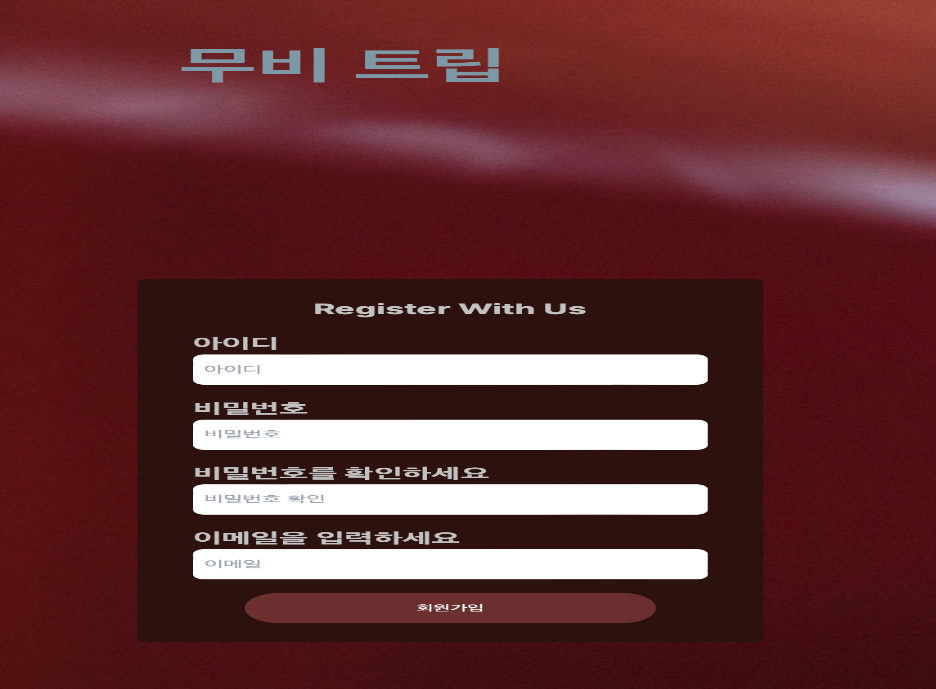 무비 트립
Register With Us
아이디
아이디
비밀번호
비밀번호
비밀번호를 확인하세요
비밀번호 확인
이메일을 입력하세요
이메일
회원가입